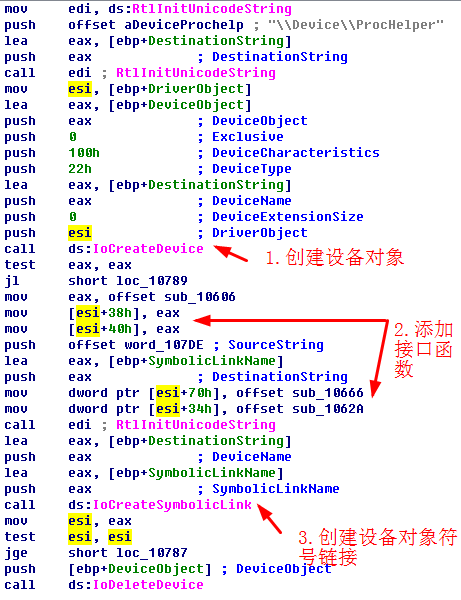 mov edi, ds:RtlInitUnicodeString
push offset aDeviceProchelp ; "\\Device\\ProcHelper"
lea eax, [ebp+DestinationString]
push eax ; DestinationString
call edi ; RtlInitUnicodeString
mov esi, [ebp+DriverObject]
lea eax, [ebp+DeviceObject]
push eax ; DeviceObject
push 0 ; Exclusive
push 100h ; DeviceCharacteristics
push 22h ; DeviceType
lea eax, [ebp+DestinationString]
push eax ; DeviceName
push 0 ; DeviceExtensionSize
push esi ; DriverObject
call ds:IoCreateDevice
1.创建设备对象
test eax, eax
jl short loc_10789
mov eax, offset sub_10606
mov [esi+38h], eax
mov [esi+40h], eax
2.添加
接口函
数
push offset word_107DE ; SourceString
lea eax, [ebp+SymbolicLinkName]
push eax ; DestinationString
mov dword ptr [esi+70h], offset sub_10666
mov dword ptr [esi+34h], offset sub_1062A
call edi ; RtlInitUnicodeString
lea eax, [ebp+DestinationString]
push eax ; DeviceName
lea eax, [ebp+SymbolicLinkName]
push eax ; SymbolicLinkName
call ds:IoCreateSymbolicLink
3.创建设备对象符
号链接
mov esi, eax
test esi, esi
jge short loc_10787
push [ebp+DeviceObject] ; DeviceObject
call ds:IoDeleteDevice